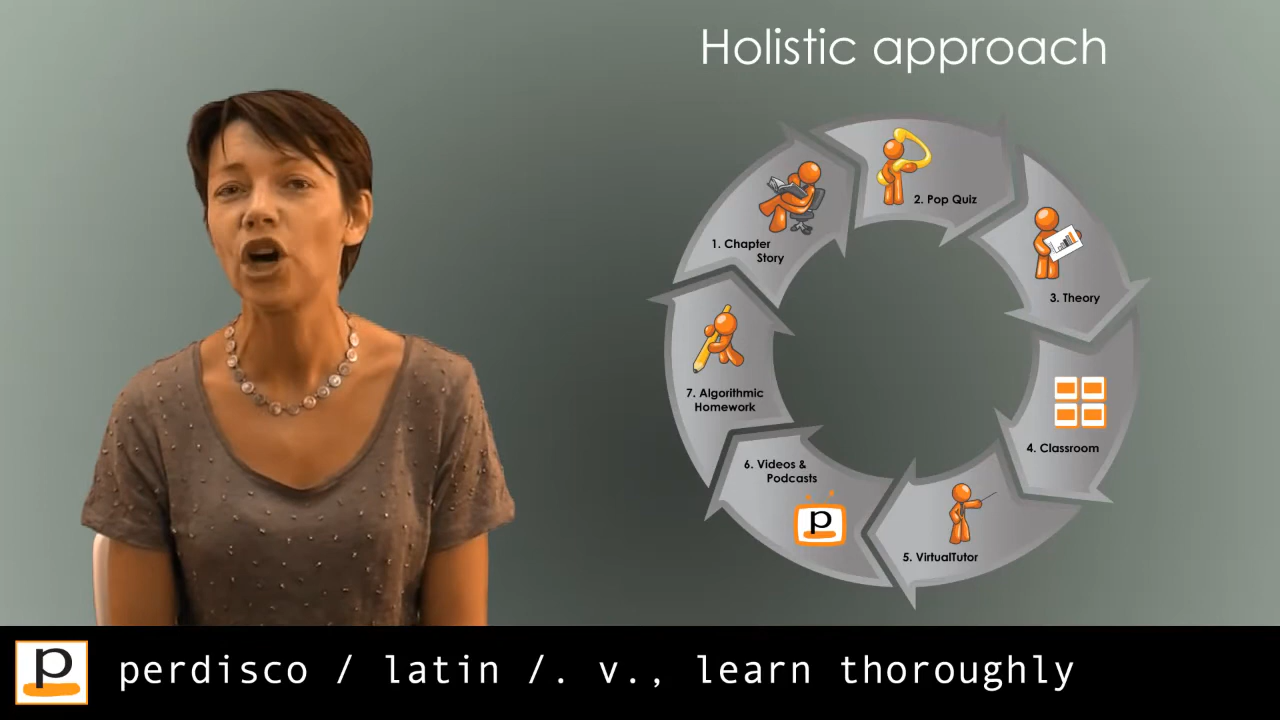 Holistic approach
1. Chapter
Story
2. Pop Quiz
3. Theory
4. Classroom
5. VirtualTutor
6. Videos &
Podcasts
p
7. Algorithmic
Homework
p
perdisco / latin /. v., learn thoroughly